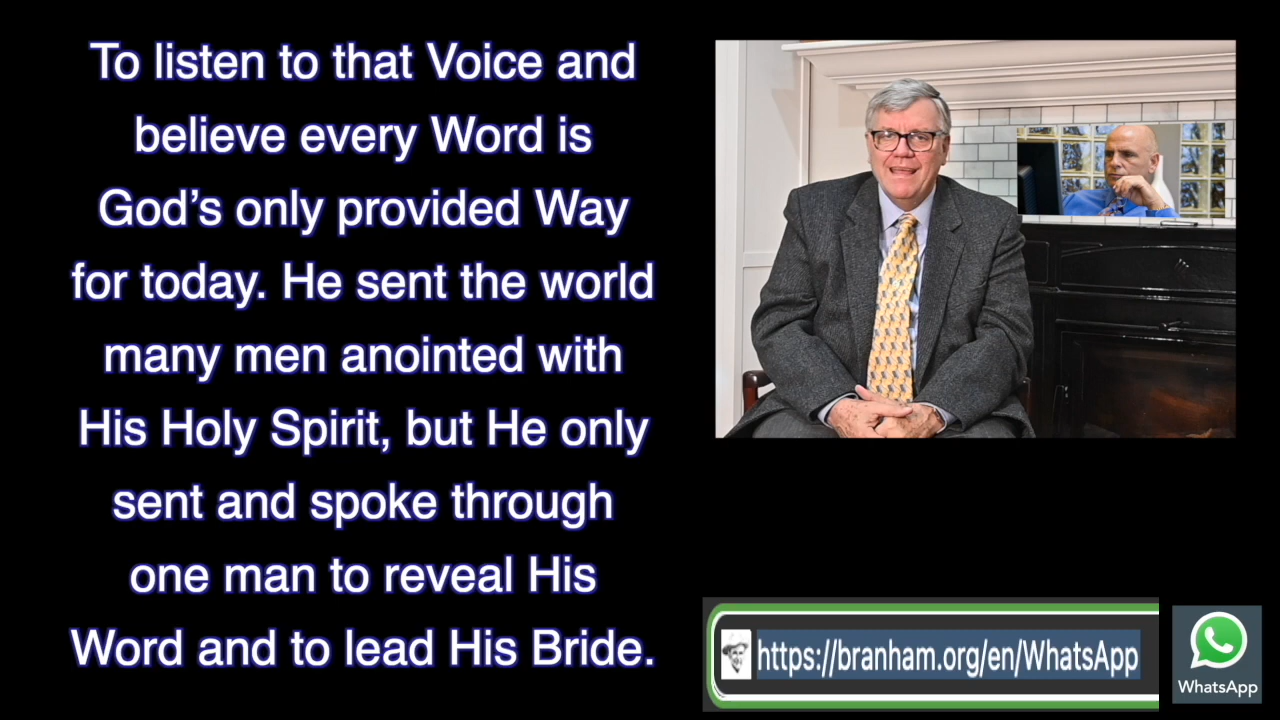 To listen to that Voice and
believe every Word is
God’s only provided Way
for today. He sent the world
many men anointed with
His Holy Spirit, but He only
sent and spoke through
one man to reveal His
Word and to lead His Bride.
https://branham.org/en/WhatsApp
WhatsApp